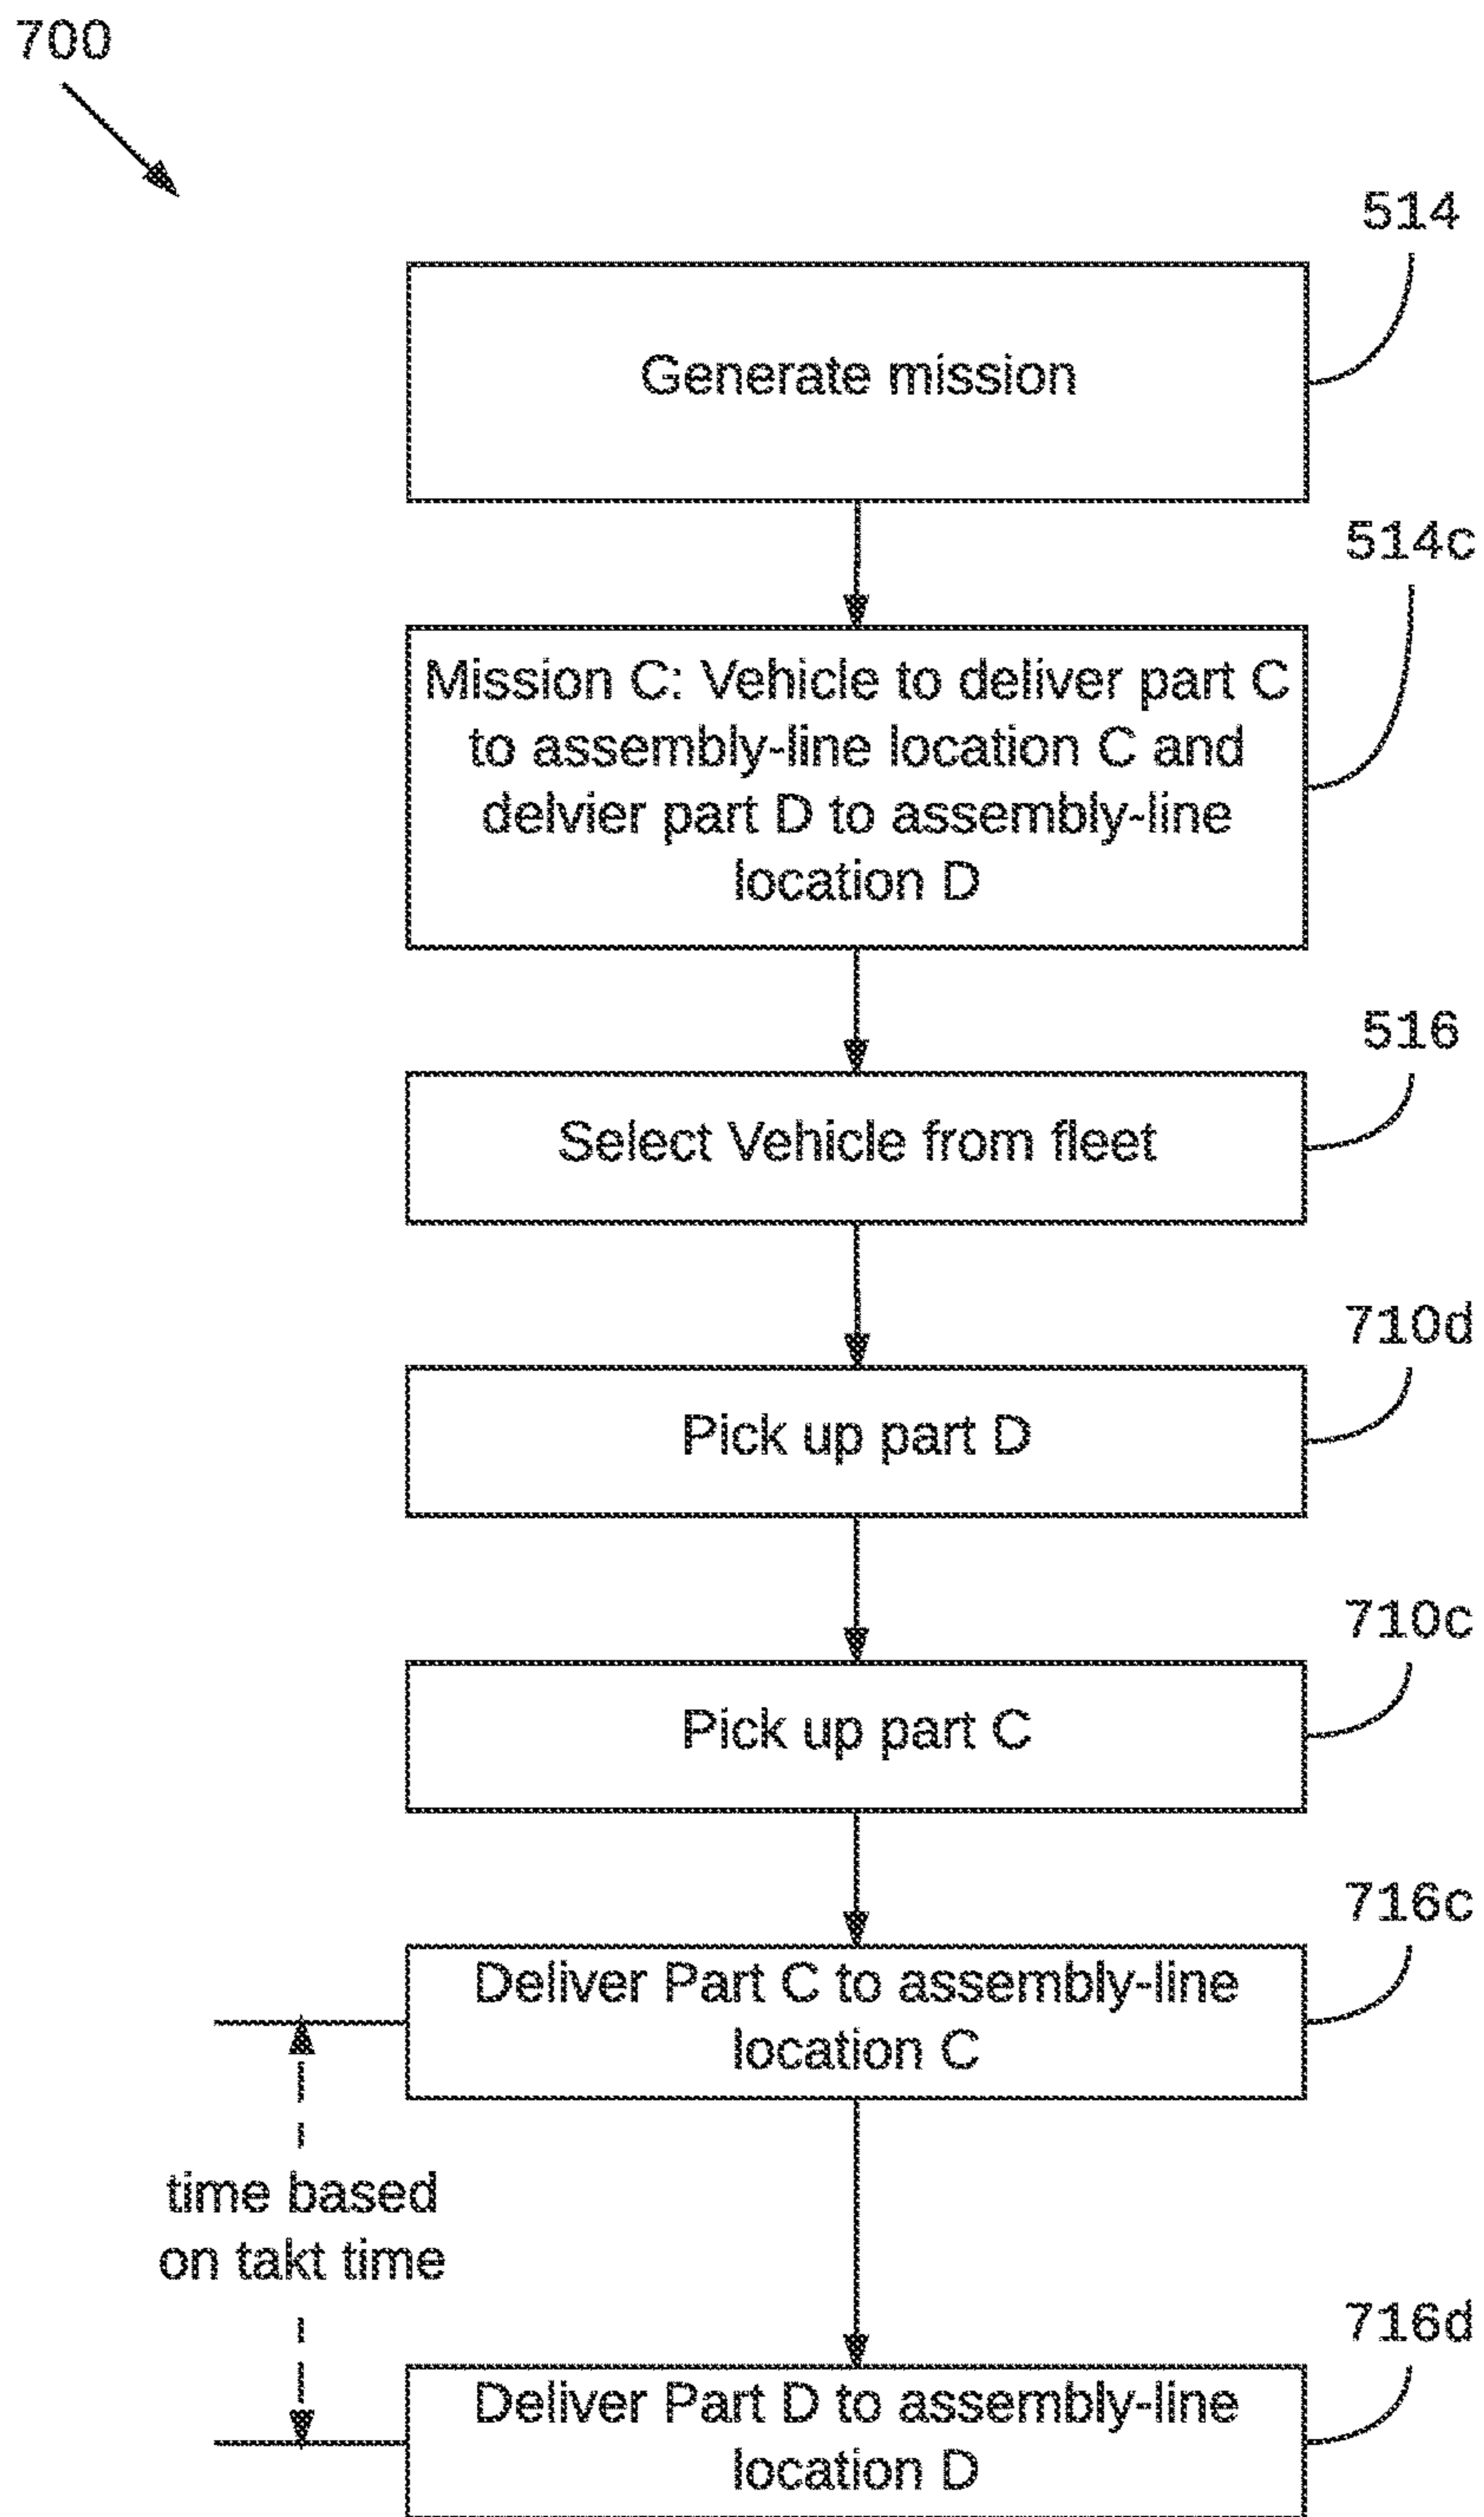 700
514
Generate mission
514c
Mission C: Vehicle to deliver part C
to assembly-line location C and
delvier part D to assembly-line
location D
516
Select Vehicle from fleet
710d
Pick up part D
710c
Pick up part C
716c
Deliver Part C to assembly-line
location C
time based
on takt time
716d
Deliver Part D to assembly-line
location D